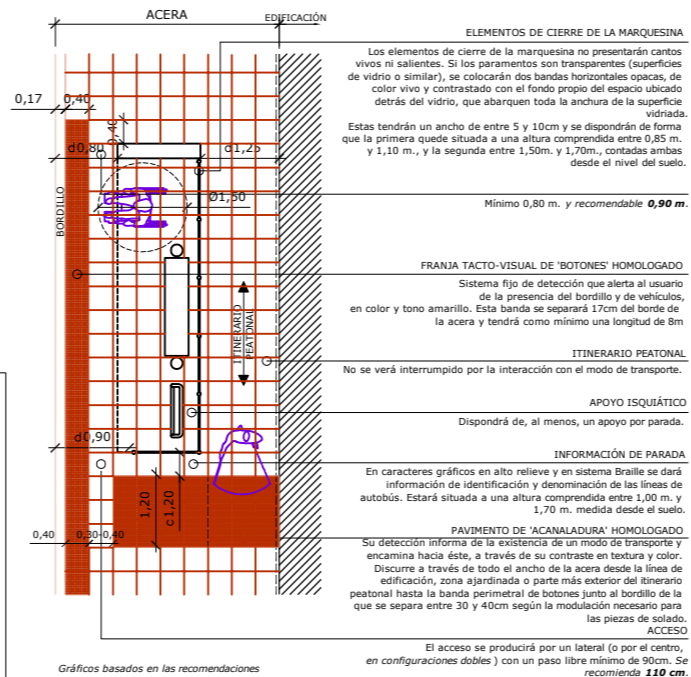 ACERA
EDIFICACIÓN
ELEMENTOS DE CIERRE DE LA MARQUESINA
Los elementos de cierre de la marquesina no presentarán cantos
vivos ni salientes. Si los paramentos son transparentes (superficies
de vidrio o similar), se colocarán dos bandas horizontales opacas, de
color vivo y contrastado con el fondo propio del espacio ubicado
detrás del vidrio, que abarquen toda la anchura de la superficie
vidriada.
Estas tendrán un ancho de entre 5 y 10cm y se dispondrán de forma
que la primera quede situada a una altura comprendida entre 0,85 m.
y 1,10 m., y la segunda entre 1,50m. y 1,70m., contadas ambas
desde el nivel del suelo.
0,17
0,40
0,40
d0,80
d1,25
Ø1,50
Mínimo 0,80 m. y recomendable 0,90 m.
BORDILLO
FRANJA TACTO-VISUAL DE 'BOTONES' HOMOLOGADO
Sistema fijo de detección que alerta al usuario
de la presencia del bordillo y de vehículos,
en color y tono amarillo. Esta banda se separará 17cm del borde de
la acera y tendrá como mínimo una longitud de 8m
ITINERARIO
PEATONAL
ITINERARIO PEATONAL
No se verá interrumpido por la interacción con el modo de transporte.
APOYO ISQUIÁTICO
Dispondrá de, al menos, un apoyo por parada.
d0,90
INFORMACIÓN DE PARADA
En caracteres gráficos en alto relieve y en sistema Braille se dará
información de identificación y denominación de las líneas de
autobús. Estará situada a una altura comprendida entre 1,00 m. y
1,70 m. medida desde el suelo.
1,20
c1,20
0,40
0,30-0,40
PAVIMENTO DE 'ACANALADURA' HOMOLOGADO
Su detección informa de la existencia de un modo de transporte y
encamina hacia éste, a través de su contraste en textura y color.
Discurre a través de todo el ancho de la acera desde la línea de
edificación, zona ajardinada o parte más exterior del itinerario
peatonal hasta la banda perimetral de botones junto al bordillo de la
que se separa entre 30 y 40cm según la modulación necesario para
las piezas de solado.
ACCESO
El acceso se producirá por un lateral (o por el centro,
en configuraciones dobles ) con un paso libre mínimo de 90cm. Se
recomienda 110 cm.
Gráficos basados en las recomendaciones